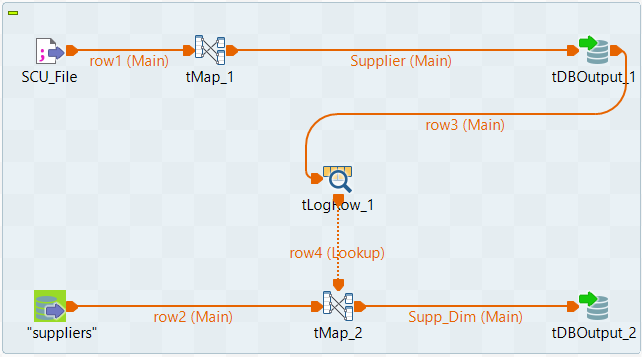 row1 (Main)
Supplier (Main)
SCU_File
tMap_1
tDBOutput_1
row3 (Main)
tLogRow_1
row4 (Lookup)
row2 (Main)
Supp_Dim (Main)
"suppliers"
tMap_2
tDBOutput_2